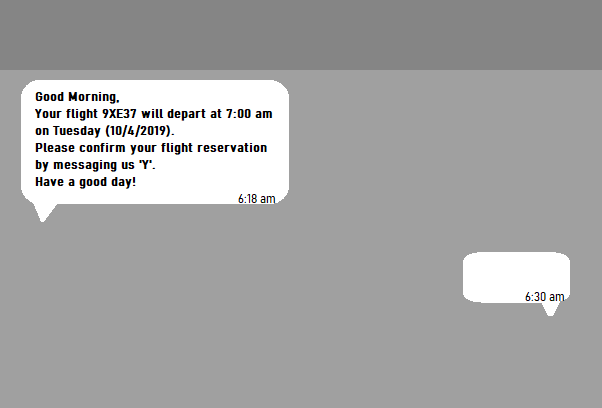 Good Morning,
Your flight 9XE37 will depart at 7:00 am
on Tuesday (10/4/2019).
Please confirm your flight reservation
by messaging us 'Y'.
Have a good day!
6:18 am
6:30 am